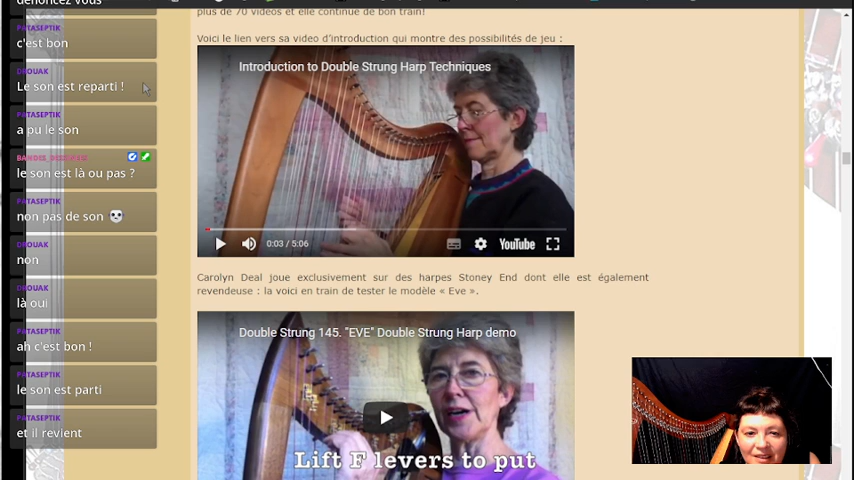 dénoncez vous
PATASEPTIK
c'est bon
DROUAK
Le son est reparti !
PATASEPTIK
a pu le son
le son est là ou pas ?
PATASEPTIK
non pas de son
DROUAK
non
DROUAK
là oui
PATASEPTIK
ah c'est bon !
PATASEPTIK
le son est parti
PATASEPTIK
et il revient
plus de 70 vidéos et elle continue de bon train!
Voici le lien vers sa video d'introduction qui montre des possibilités de jeu :
Introduction to Double Strung Harp Techniques
0:03 / 5:06
YouTube
Carolyn Deal joue exclusivement sur des harpes Stoney End dont elle est également
revendeuse : la voici en train de tester le modèle « Eve ».
Double Strung 145. "EVE" Double Strung Harp demo
Lift F levers to put